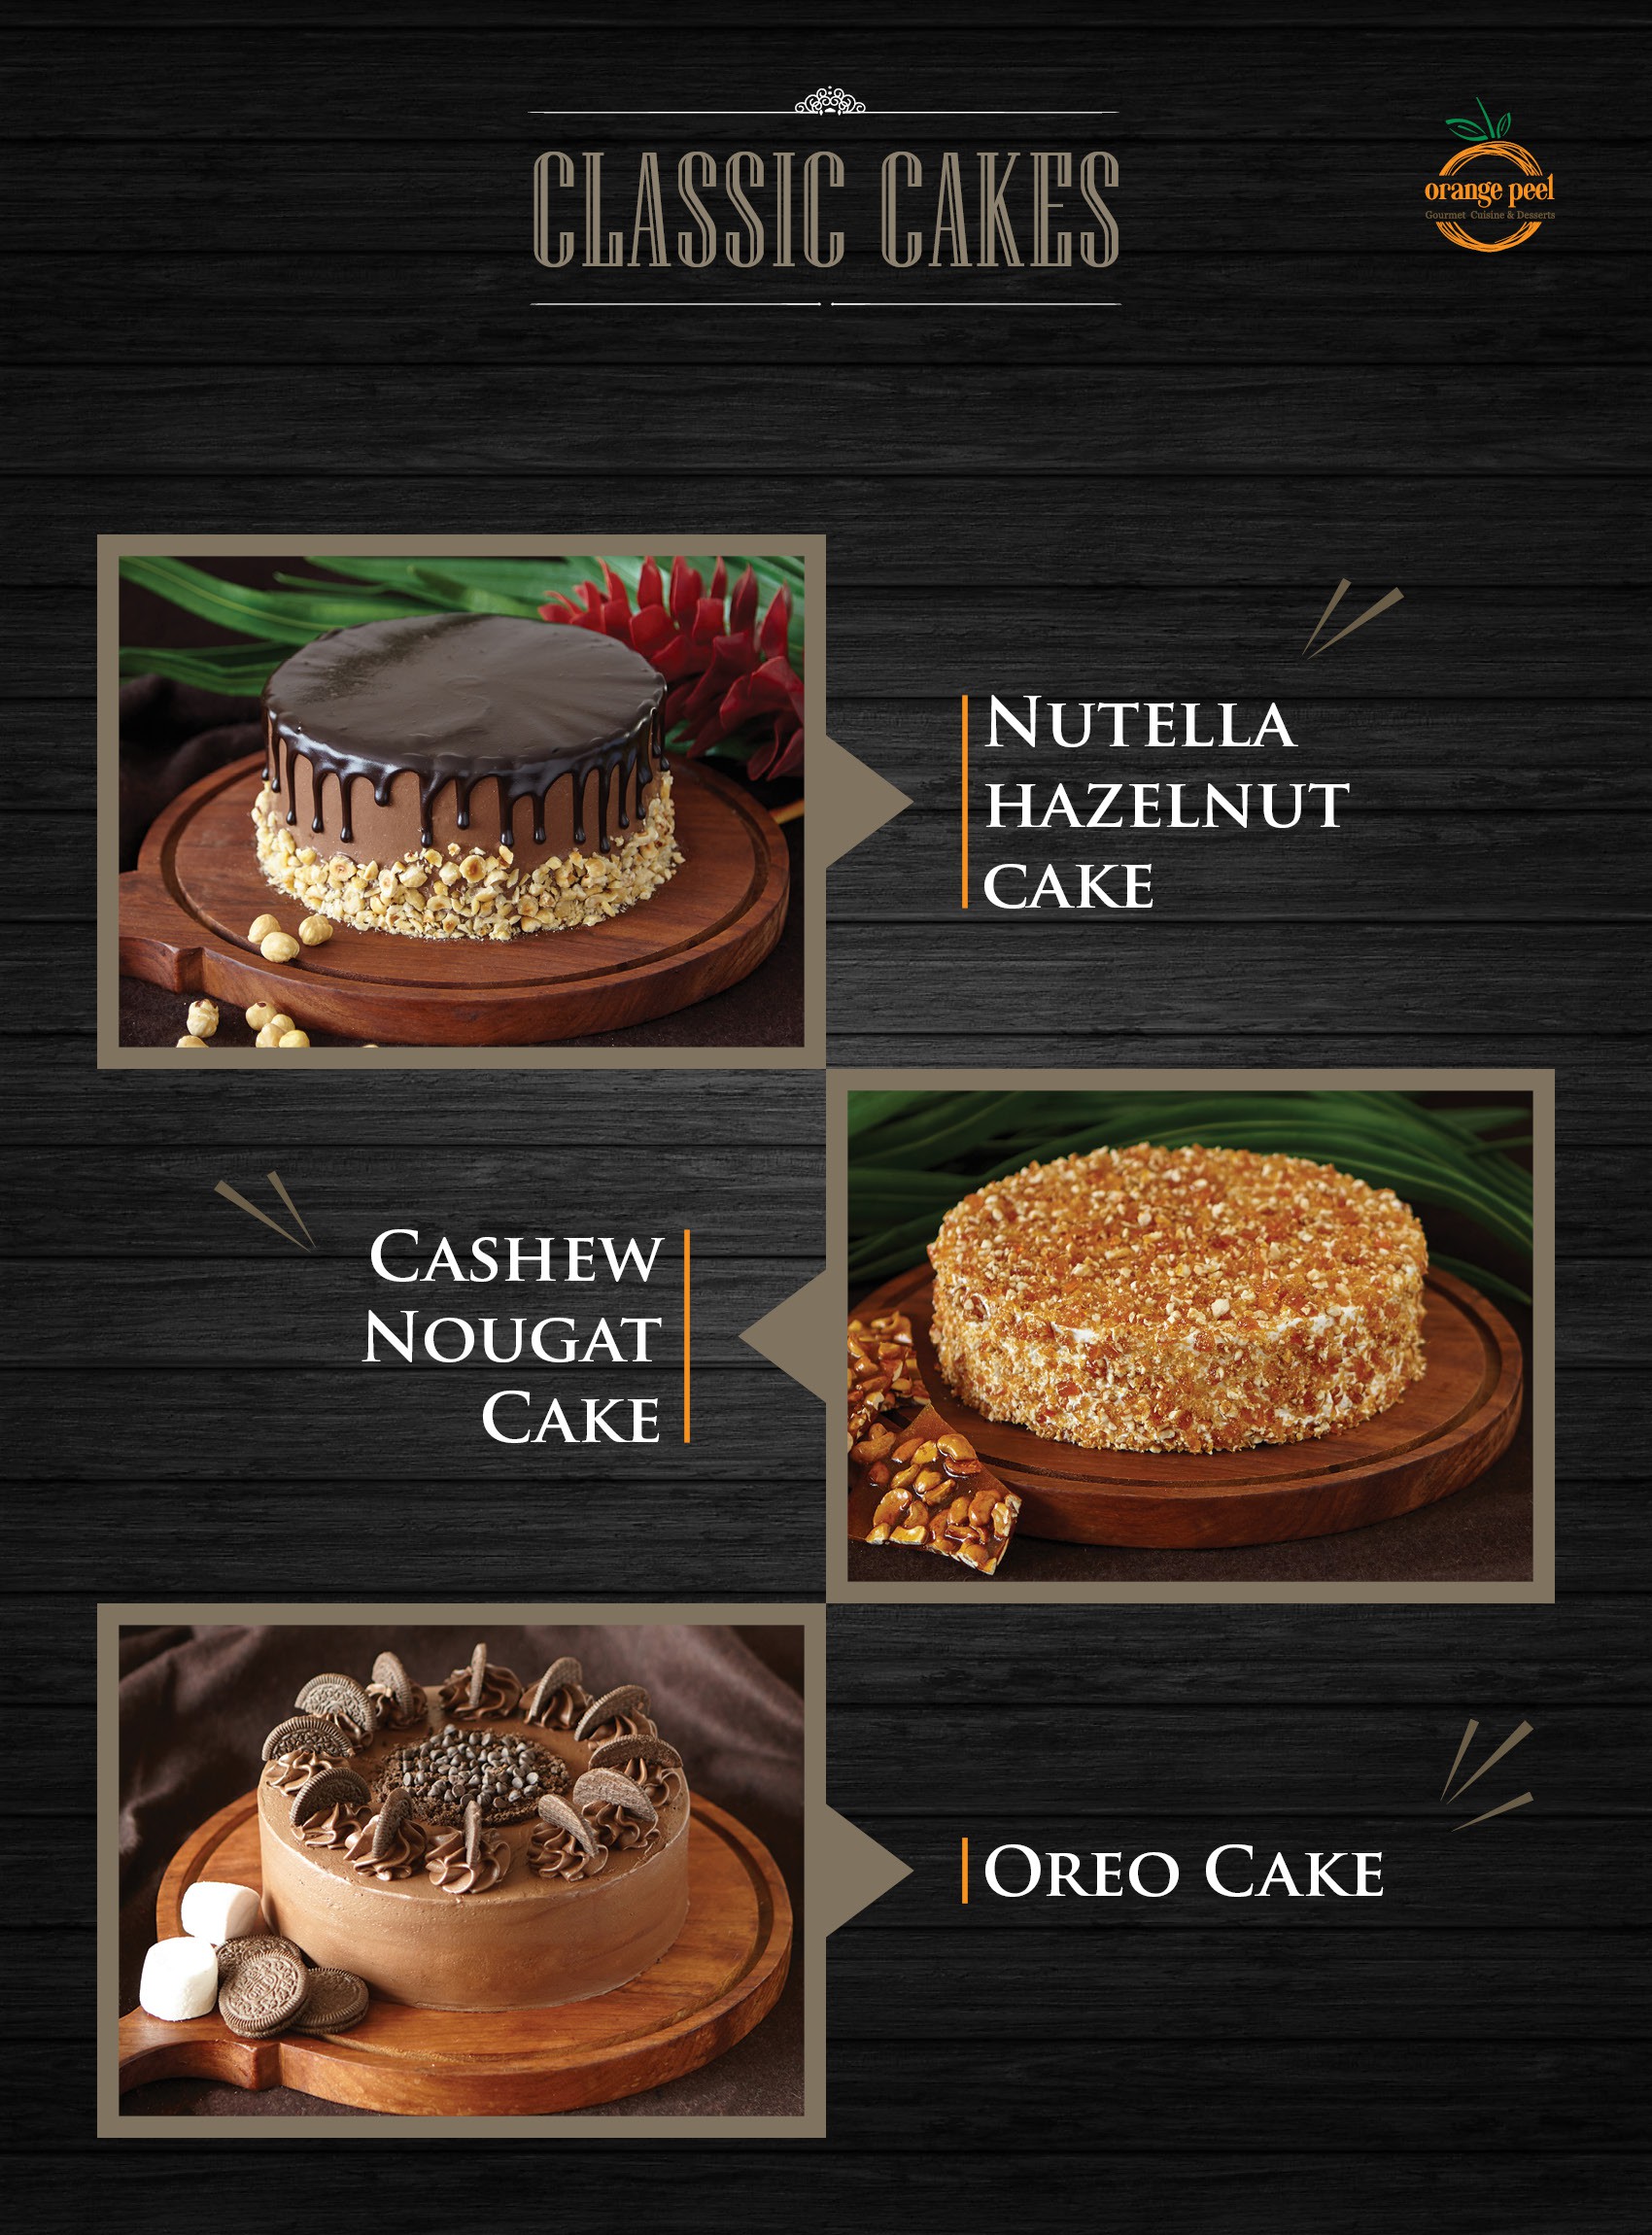 CLASSIC CAKES
orange peel
Gourmet Cuisine & Desserts
NUTELLA
HAZELNUT
CAKE
CASHEW
NOUGAT
CAKE
OREO CAKE